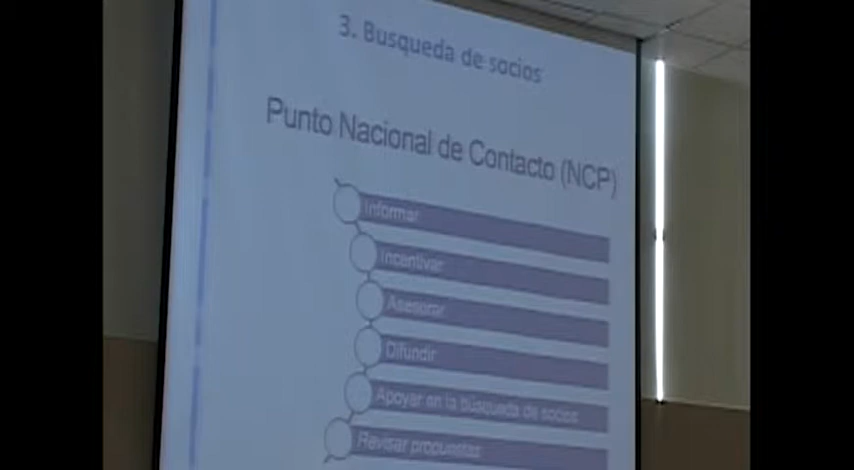 3. Busqueda de socios
Punto Nacional de Contacto (NCP)
Informar
Incentivar
Asesorar
Difundir
Apoyar en la búsqueda de socios
Revisar propuestas